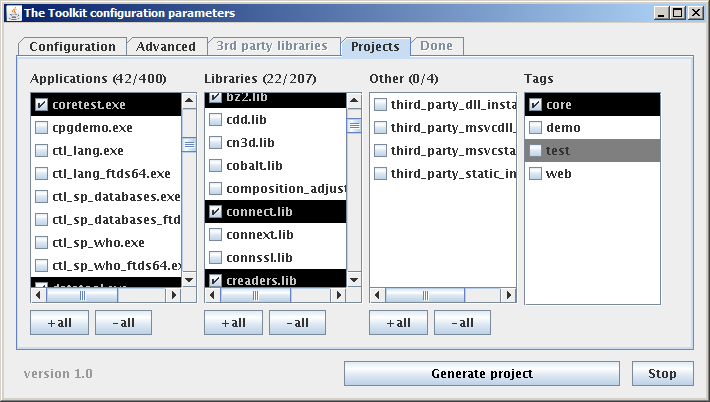 The Toolkit configuration parameters
Configuration Advanced 3rd party libraries Projects Done
Applications (42/400) Libraries (22/207) Other (0/4) Tags
coretest.exe
cpgdemo.exe
ctl_lang.exe
ctl_lang_ftds64.exe
ctl_sp_databases.exe
ctl_sp_databases_ftd
ctl_sp_who.exe
ctl_sp_who_ftds64.ex
bz2.lib
cdd.lib
cn3d.lib
cobalt.lib
composition_adjust
connect.lib
connext.lib
connssl.lib
creaders.lib
third_party_dll_insta
third_party_msvcdll_
third_party_msvcsta
third_party_static_in
core
demo
test
web
+all -all +all -all +all -all
version 1.0 Generate project Stop